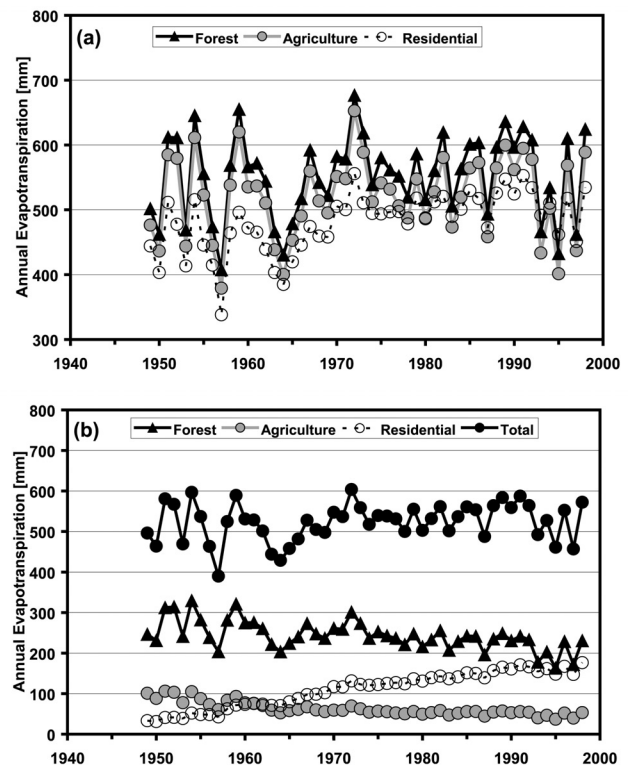 (a)
Forest Agriculture Residential
Annual Evapotranspiration [mm]
800
700
600
500
400
300
1940 1950 1960 1970 1980 1990 2000
(b)
Forest Agriculture Residential Total
Annual Evapotranspiration [mm]
800
700
600
500
400
300
200
100
0
1940 1950 1960 1970 1980 1990 2000